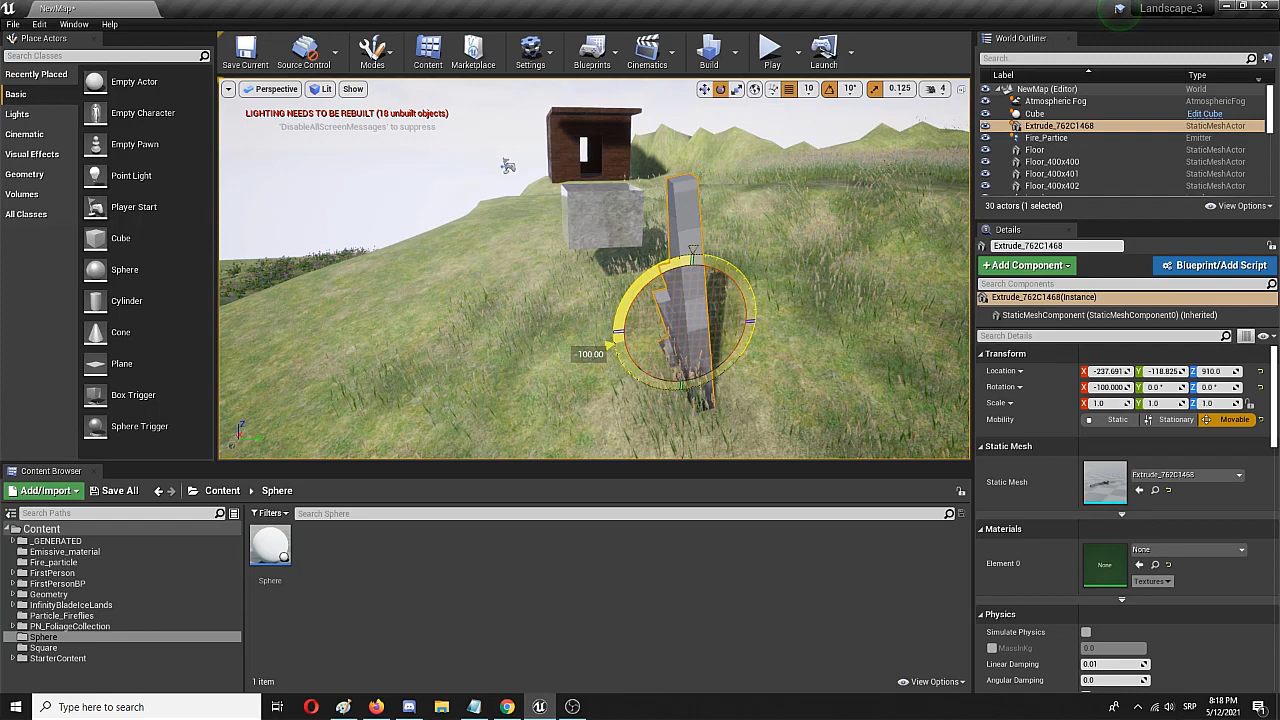 NewMap*
Landscape_3
File Edit Window Help
Place Actors
Search Classes
Recently Placed
Basic
Lights
Cinematic
Visual Effects
Geometry
Volumes
All Classes
Empty Actor
Empty Character
Empty Pawn
Point Light
Player Start
Cube
Sphere
Cylinder
Cone
Plane
Box Trigger
Sphere Trigger
Save Current
Source Control
Modes
Content
Marketplace
Settings
Blueprints
Cinematics
Build
Play
Launch
Perspective
Lit
Show
10
10°
0.125
4
LIGHTING NEEDS TO BE REBUILT (18 unbuilt objects)
'DisableAllScreenMessages' to suppress
-100.00
Z
World Outliner
Search...
Label Type
NewMap (Editor) World
Atmospheric Fog AtmosphericFog
Cube Edit Cube
Extrude_762C1468 StaticMeshActor
Fire_Partice Emitter
Floor StaticMeshActor
Floor_400x400 StaticMeshActor
Floor_400x401 StaticMeshActor
Floor_400x402 StaticMeshActor
30 actors (1 selected)
View Options
Details
Extrude_762C1468
+Add Component
Blueprint/Add Script
Search Components
Extrude_762C1468(Instance)
StaticMeshComponent (StaticMeshComponent0) (Inherited)
Search Details
Transform
Location X -237.691 Y -118.825 Z 910.0
Rotation X -100.000 Y 0.0 ° Z 0.0 °
Scale X 1.0 Y 1.0 Z 1.0
Mobility Static Stationary Movable
Static Mesh
Static Mesh Extrude_762C1468
Materials
Element 0 None None
Textures
Physics
Simulate Physics
MassInKg 0.0
Linear Damping 0.01
Angular Damping 0.0
Content Browser
Add/Import
Save All
Content Sphere
Search Paths
Filters
Search Sphere
Content
_GENERATED
Emissive_material
Fire_particle
FirstPerson
FirstPersonBP
Geometry
InfinityBladeIceLands
Particle_Fireflies
PN_FoliageCollection
Sphere
Square
StarterContent
Sphere
1 item
View Options
Type here to search
SRP
8:18 PM
5/12/2021